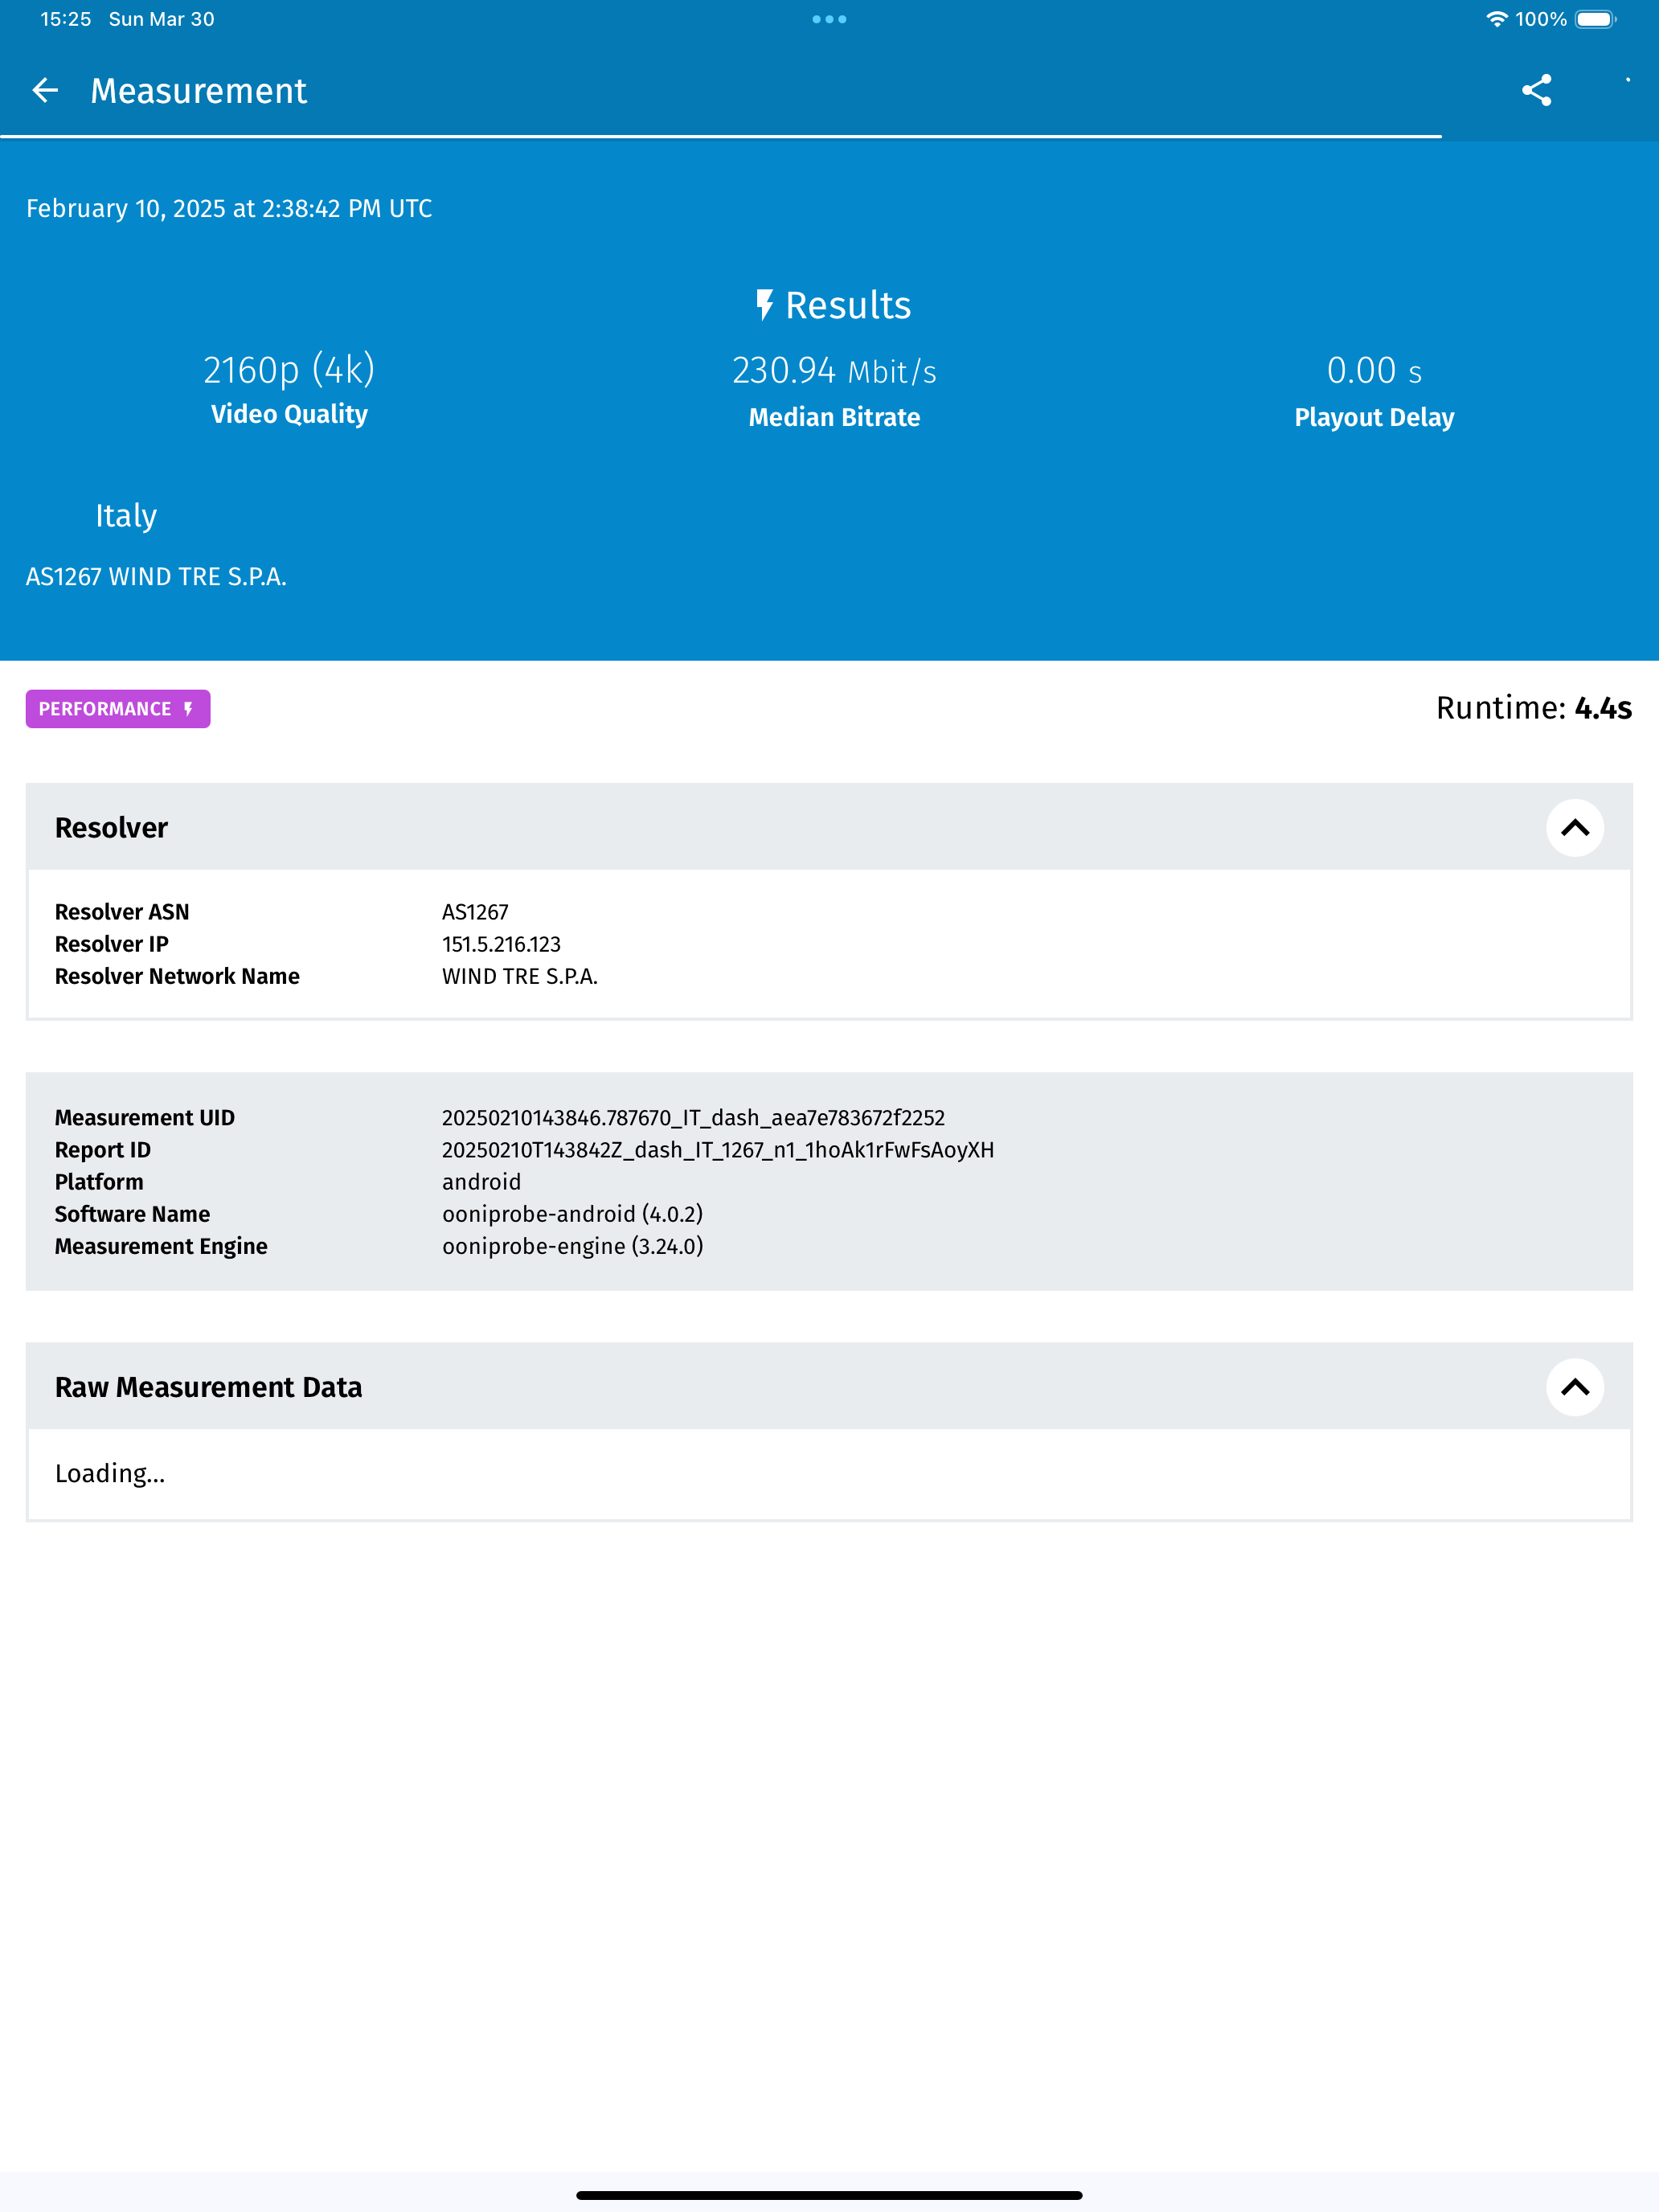 15:25 Sun Mar 30
100%
Measurement
February 10, 2025 at 2:38:42 PM UTC
Results
2160p (4k) 230.94 Mbit/s 0.00 s
Video Quality Median Bitrate Playout Delay
Italy
AS1267 WIND TRE S.P.A.
PERFORMANCE
Runtime: 4.4s
Resolver
Resolver ASN AS1267
Resolver IP 151.5.216.123
Resolver Network Name WIND TRE S.P.A.
Measurement UID 20250210143846.787670_IT_dash_aea7e783672f2252
Report ID 20250210T143842Z_dash_IT_1267_n1_1hoAk1rFwFsAoyXH
Platform android
Software Name ooniprobe-android (4.0.2)
Measurement Engine ooniprobe-engine (3.24.0)
Raw Measurement Data
Loading...